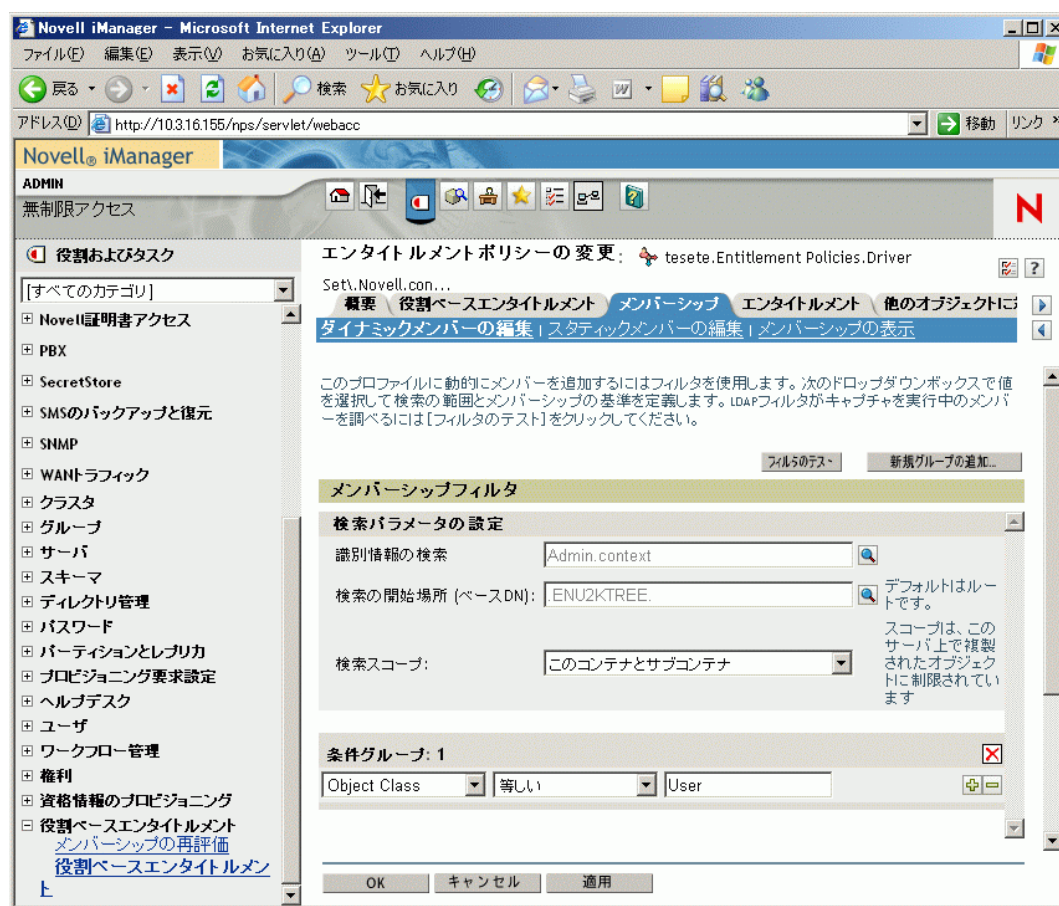 Novell iManager - Microsoft Internet Explorer
ファイル(F) 編集(E) 表示(V) お気に入り(A) ツール(T) ヘルプ(H)
戻る 検索 お気に入り
アドレス(D) http://10.3.16.155/nps/servlet/webacc 移動 リンク
Novell® iManager
ADMIN
無制限アクセス
N
役割およびタスク
[すべてのカテゴリ]
Novell証明書アクセス
PBX
SecretStore
SMSのバックアップと復元
SNMP
WANトラフィック
クラスタ
グループ
サーバ
スキーマ
ディレクトリ管理
パスワード
パーティションとレプリカ
プロビジョニング要求設定
ヘルプデスク
ユーザ
ワークフロー管理
権利
資格情報のプロビジョニング
役割ベースエンタイトルメント
メンバーシップの再評価
役割ベースエンタイトルメン
ト
エンタイトルメントポリシーの変更: tesete.Entitlement Policies.Driver
Set\.Novell.con...
概要 役割ベースエンタイトルメント メンバーシップ エンタイトルメント 他のオブジェクトに
ダイナミックメンバーの編集 | スタティックメンバーの編集 | メンバーシップの表示
このプロファイルに動的にメンバーを追加するにはフィルタを使用します。次のドロップダウンボックスで値
を選択して検索の範囲とメンバーシップの基準を定義します。LDAPフィルタがキャプチャを実行中のメンバ
ーを調べるには[フィルタのテスト]をクリックしてください。
新規グループの追加...
メンバーシップフィルタ
検索パラメータの設定
識別情報の検索 Admin.context
検索の開始場所 (ベースDN): .ENU2KTREE. デフォルトはルー
トです。
検索スコープ: このコンテナとサブコンテナ
スコープは、この
サーバ上で複製
されたオブジェク
トに制限されてい
ます
条件グループ: 1
Object Class 等しい User
OK キャンセル 適用